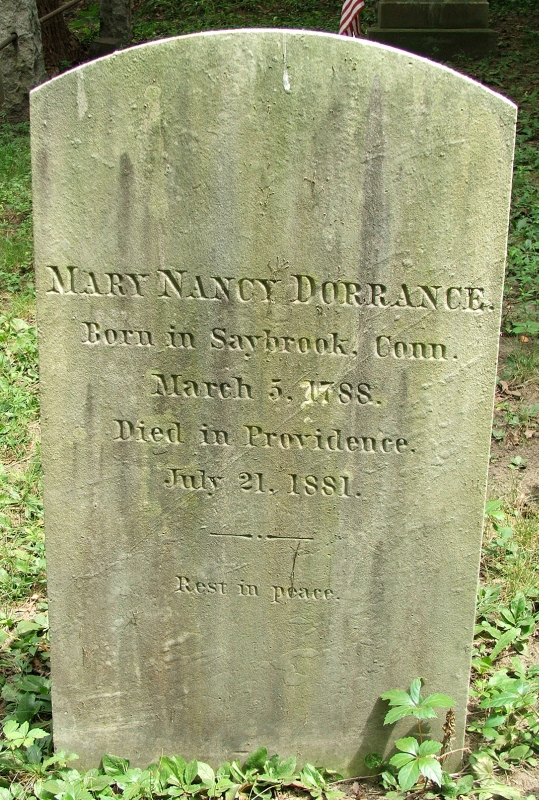 MARY NANCY DORRANCE.
Born in Saybrook, Conn.
March 5, 1788.
Died in Providence.
July 21, 1881.
Rest in peace.